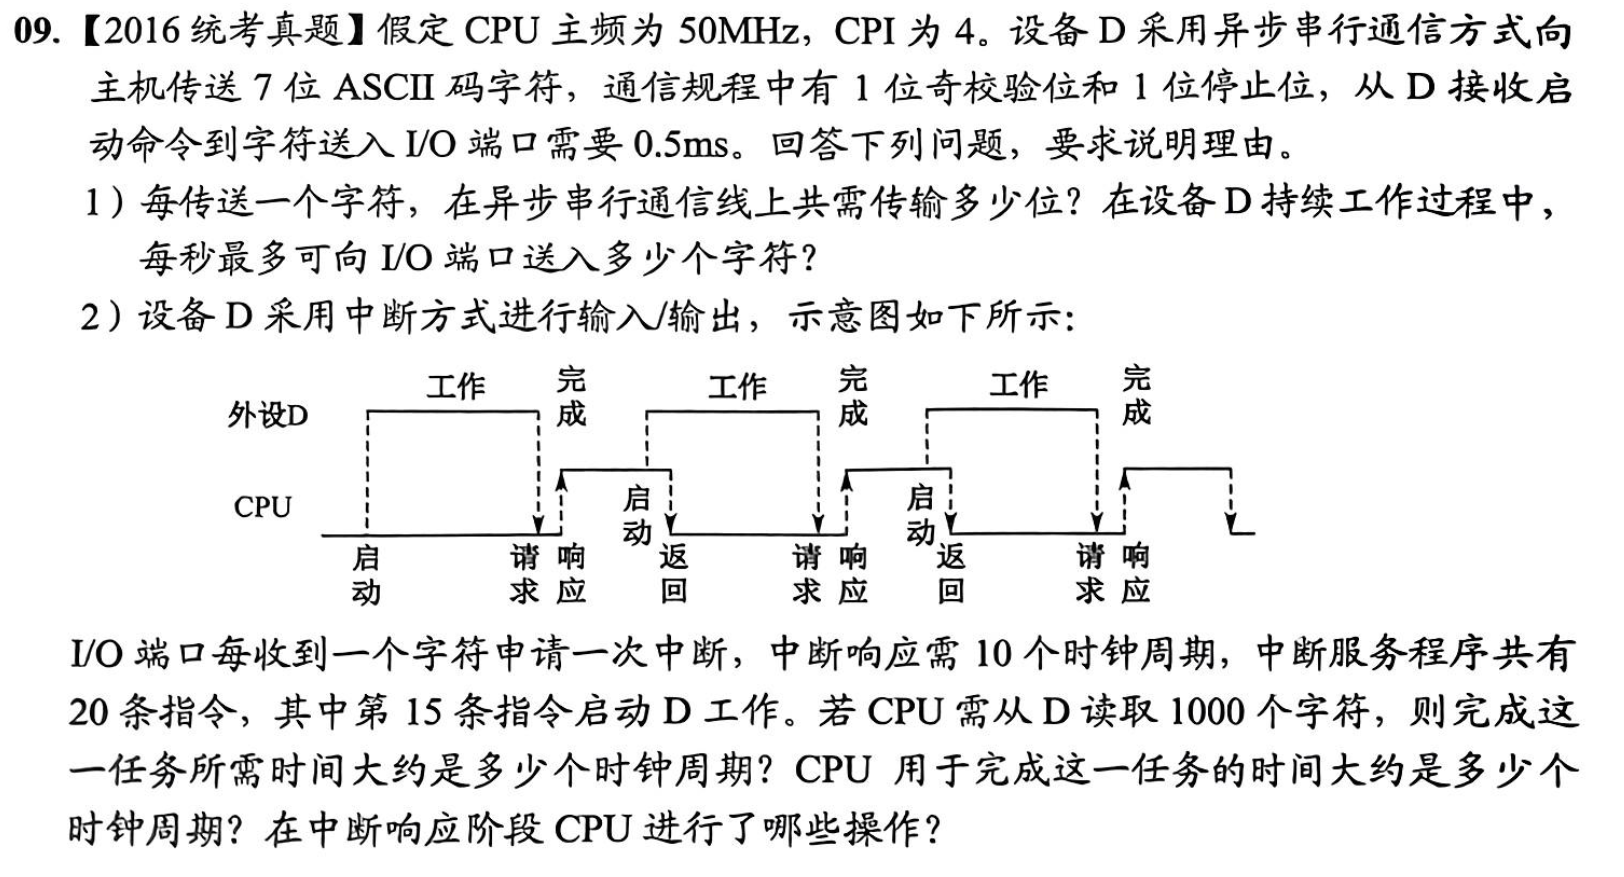 09.【2016统考真题】假定 CPU 主频为 50MHz，CPI 为 4。设备 D 采用异步串行通信方式向
主机传送 7 位 ASCII 码字符，通信规程中有 1 位奇校验位和 1 位停止位，从 D 接收启
动命令到字符送入 I/O 端口需要 0.5ms。回答下列问题，要求说明理由。
1）每传送一个字符，在异步串行通信线上共需传输多少位？在设备 D 持续工作过程中，
每秒最多可向 I/O 端口送入多少个字符？
2）设备 D 采用中断方式进行输入/输出，示意图如下所示：
工作 完成 工作 完成 工作 完成
外设D
CPU
启动 启动
启动 请求 响应 返回 请求 响应 返回 请求 响应
I/O 端口每收到一个字符申请一次中断，中断响应需 10 个时钟周期，中断服务程序共有
20 条指令，其中第 15 条指令启动 D 工作。若 CPU 需从 D 读取 1000 个字符，则完成这
一任务所需时间大约是多少个时钟周期？CPU 用于完成这一任务的时间大约是多少个
时钟周期？在中断响应阶段 CPU 进行了哪些操作？